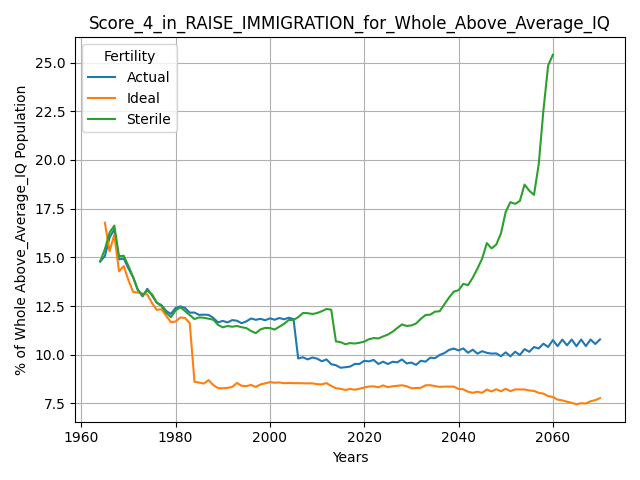 Score_4_in_RAISE_IMMIGRATION_for_Whole_Above_Average_IQ
Fertility
Actual
Ideal
Sterile
% of Whole Above_Average_IQ Population
25.0
22.5
20.0
17.5
15.0
12.5
10.0
7.5
1960 1980 2000 2020 2040 2060
Years